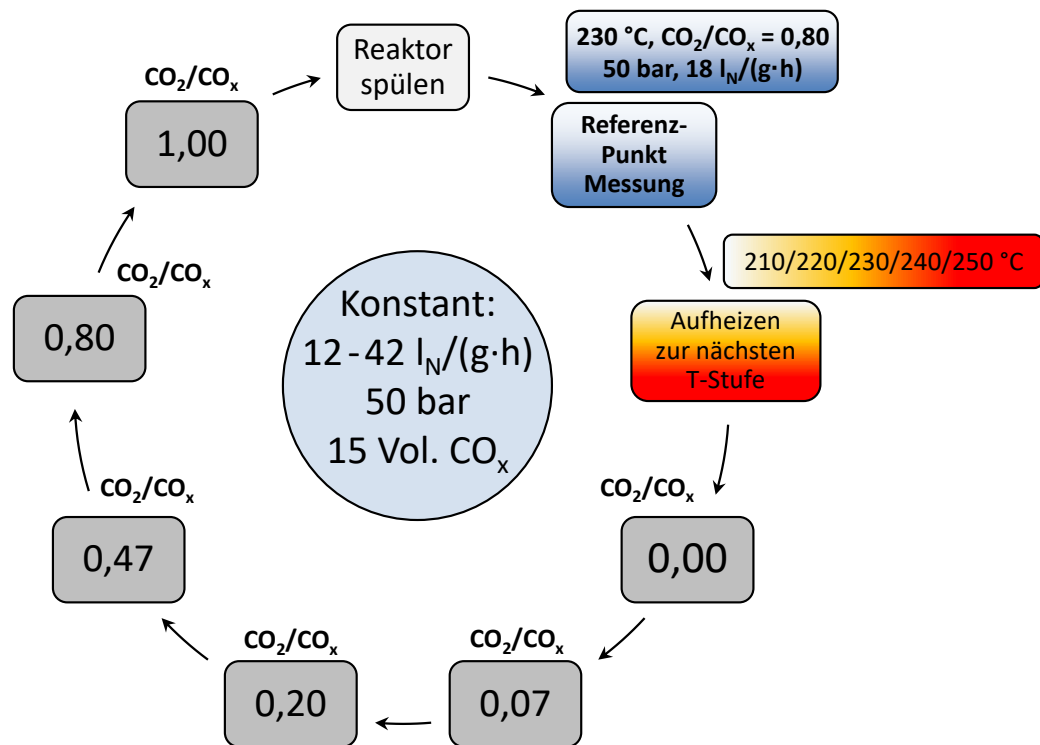 Reaktor
spülen
230 °C, CO₂/COₓ = 0,80
50 bar, 18 lN/(g·h)
Referenz-
Punkt
Messung
210/220/230/240/250 °C
Aufheizen
zur nächsten
T-Stufe
CO₂/COₓ
0,00
CO₂/COₓ
0,07
CO₂/COₓ
0,20
CO₂/COₓ
0,47
CO₂/COₓ
0,80
CO₂/COₓ
1,00
Konstant:
12-42 lN/(g·h)
50 bar
15 Vol. COₓ